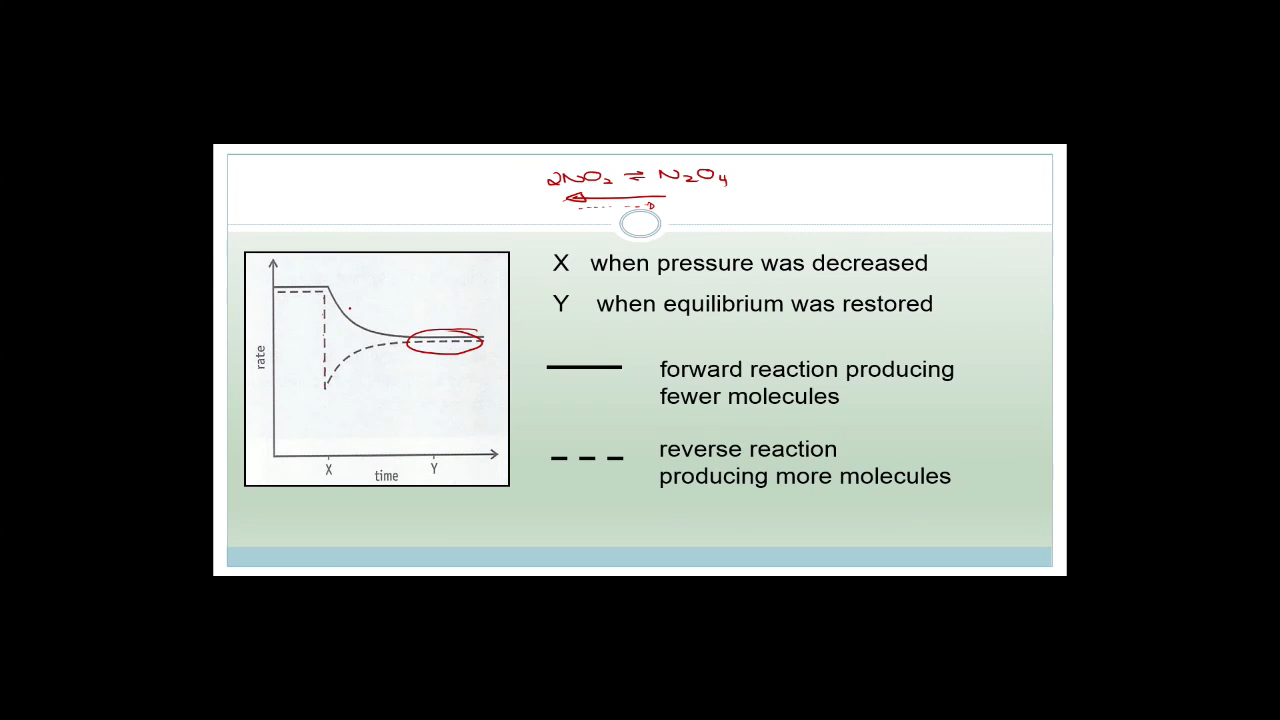 2NO₂ ⇌ N₂O₄
X when pressure was decreased
Y when equilibrium was restored
forward reaction producing
fewer molecules
reverse reaction
producing more molecules
rate
X
Y
time